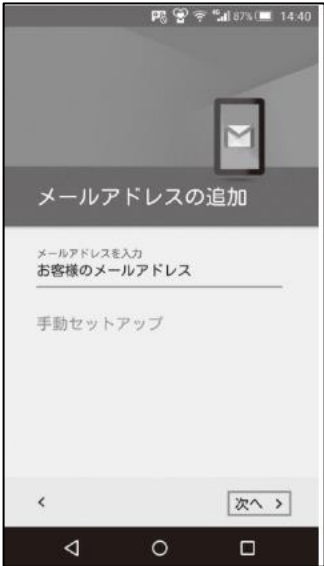 87% 14:40
メールアドレスの追加
メールアドレスを入力
お客様のメールアドレス
手動セットアップ
< 次へ >